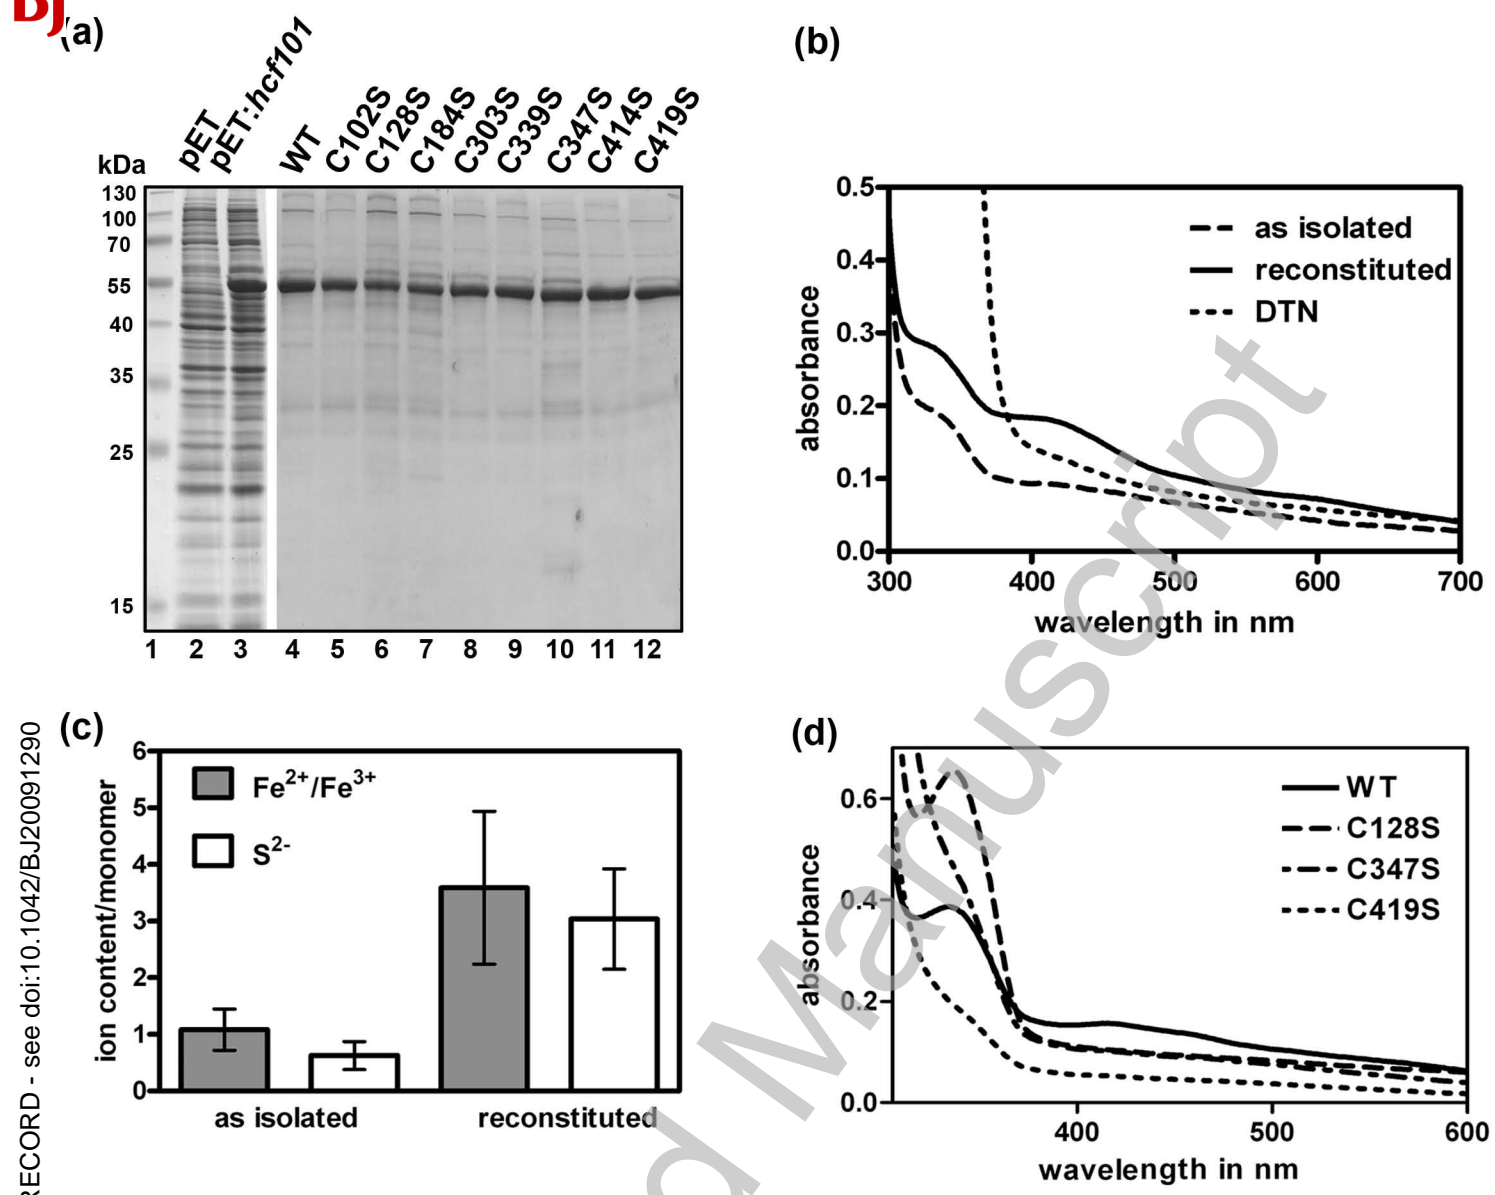 BJ
(a)
pET
pET:hcf101
WT
C102S
C128S
C184S
C303S
C339S
C347S
C414S
C419S
kDa
130
100
70
55
40
35
25
15
1 2 3 4 5 6 7 8 9 10 11 12
(b)
as isolated
reconstituted
DTN
absorbance
0.5
0.4
0.3
0.2
0.1
0.0
300 400 500 600 700
wavelength in nm
(c)
Fe²⁺/Fe³⁺
S²⁻
ion content/monomer
6
5
4
3
2
1
0
as isolated reconstituted
(d)
WT
C128S
C347S
C419S
absorbance
0.6
0.4
0.2
0.0
400 500 600
wavelength in nm
RECORD - see doi:10.1042/BJ20091290
d Manuscript